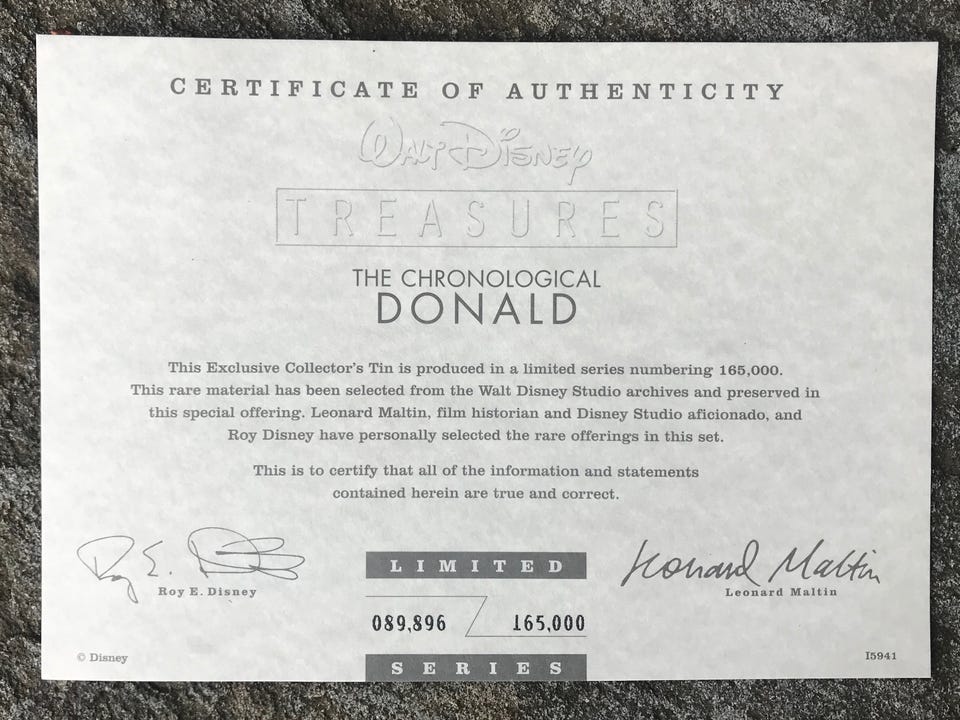 CERTIFICATE OF AUTHENTICITY
WALT DISNEY
TREASURES
THE CHRONOLOGICAL
DONALD
This Exclusive Collector's Tin is produced in a limited series numbering 165,000.
This rare material has been selected from the Walt Disney Studio archives and preserved in
this special offering. Leonard Maltin, film historian and Disney Studio aficionado, and
Roy Disney have personally selected the rare offerings in this set.
This is to certify that all of the information and statements
contained herein are true and correct.
Roy E. Disney
Leonard Maltin
LIMITED
Roy E. Disney
Leonard Maltin
089,896 165,000
© Disney
SERIES
I5941